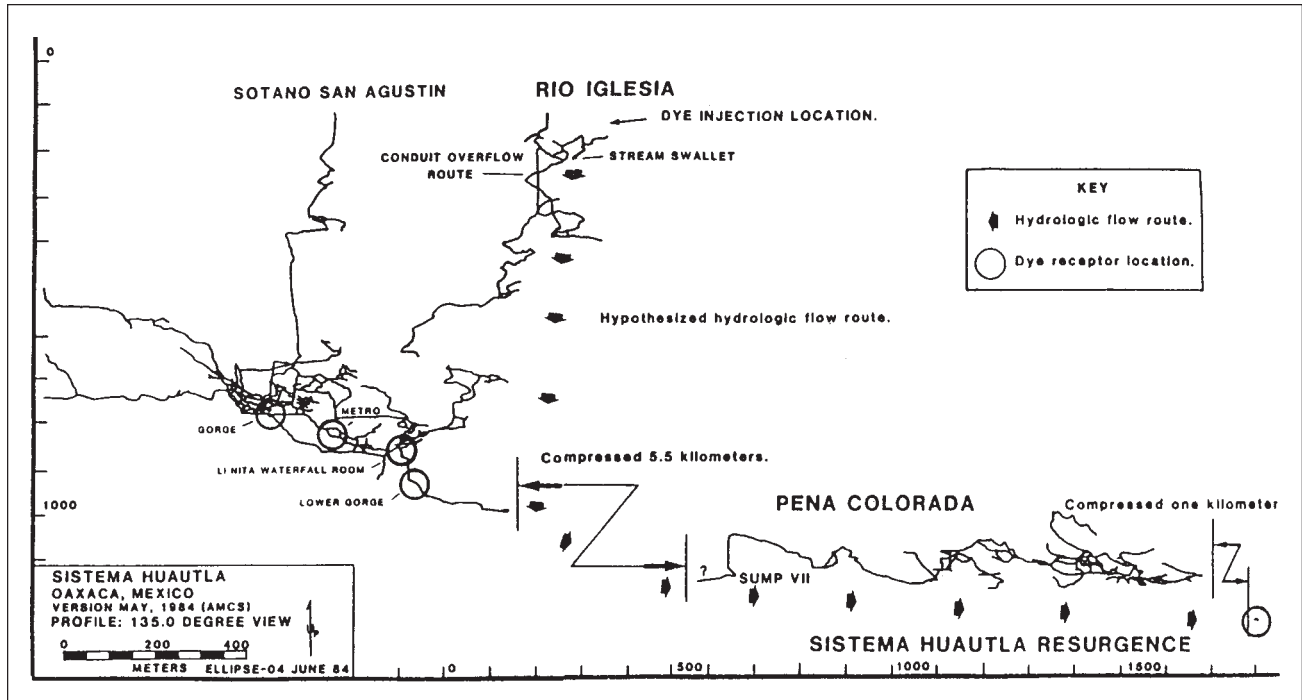 0
SOTANO SAN AGUSTIN
RIO IGLESIA
DYE INJECTION LOCATION.
CONDUIT OVERFLOW
ROUTE
STREAM SWALLET
KEY
Hydrologic flow route.
Dye receptor location.
Hypothesized hydrologic flow route.
GORGE
METRO
LI NITA WATERFALL ROOM
LOWER GORGE
Compressed 5.5 kilometers.
1000
PENA COLORADA
Compressed one kilometer
?
SUMP VII
SISTEMA HUAUTLA
OAXACA, MEXICO
VERSION MAY, 1984 (AMCS)
PROFILE: 135.0 DEGREE VIEW
Up
0 200 400
METERS ELLIPSE-04 JUNE 84
SISTEMA HUAUTLA RESURGENCE
0 500 1000 1500